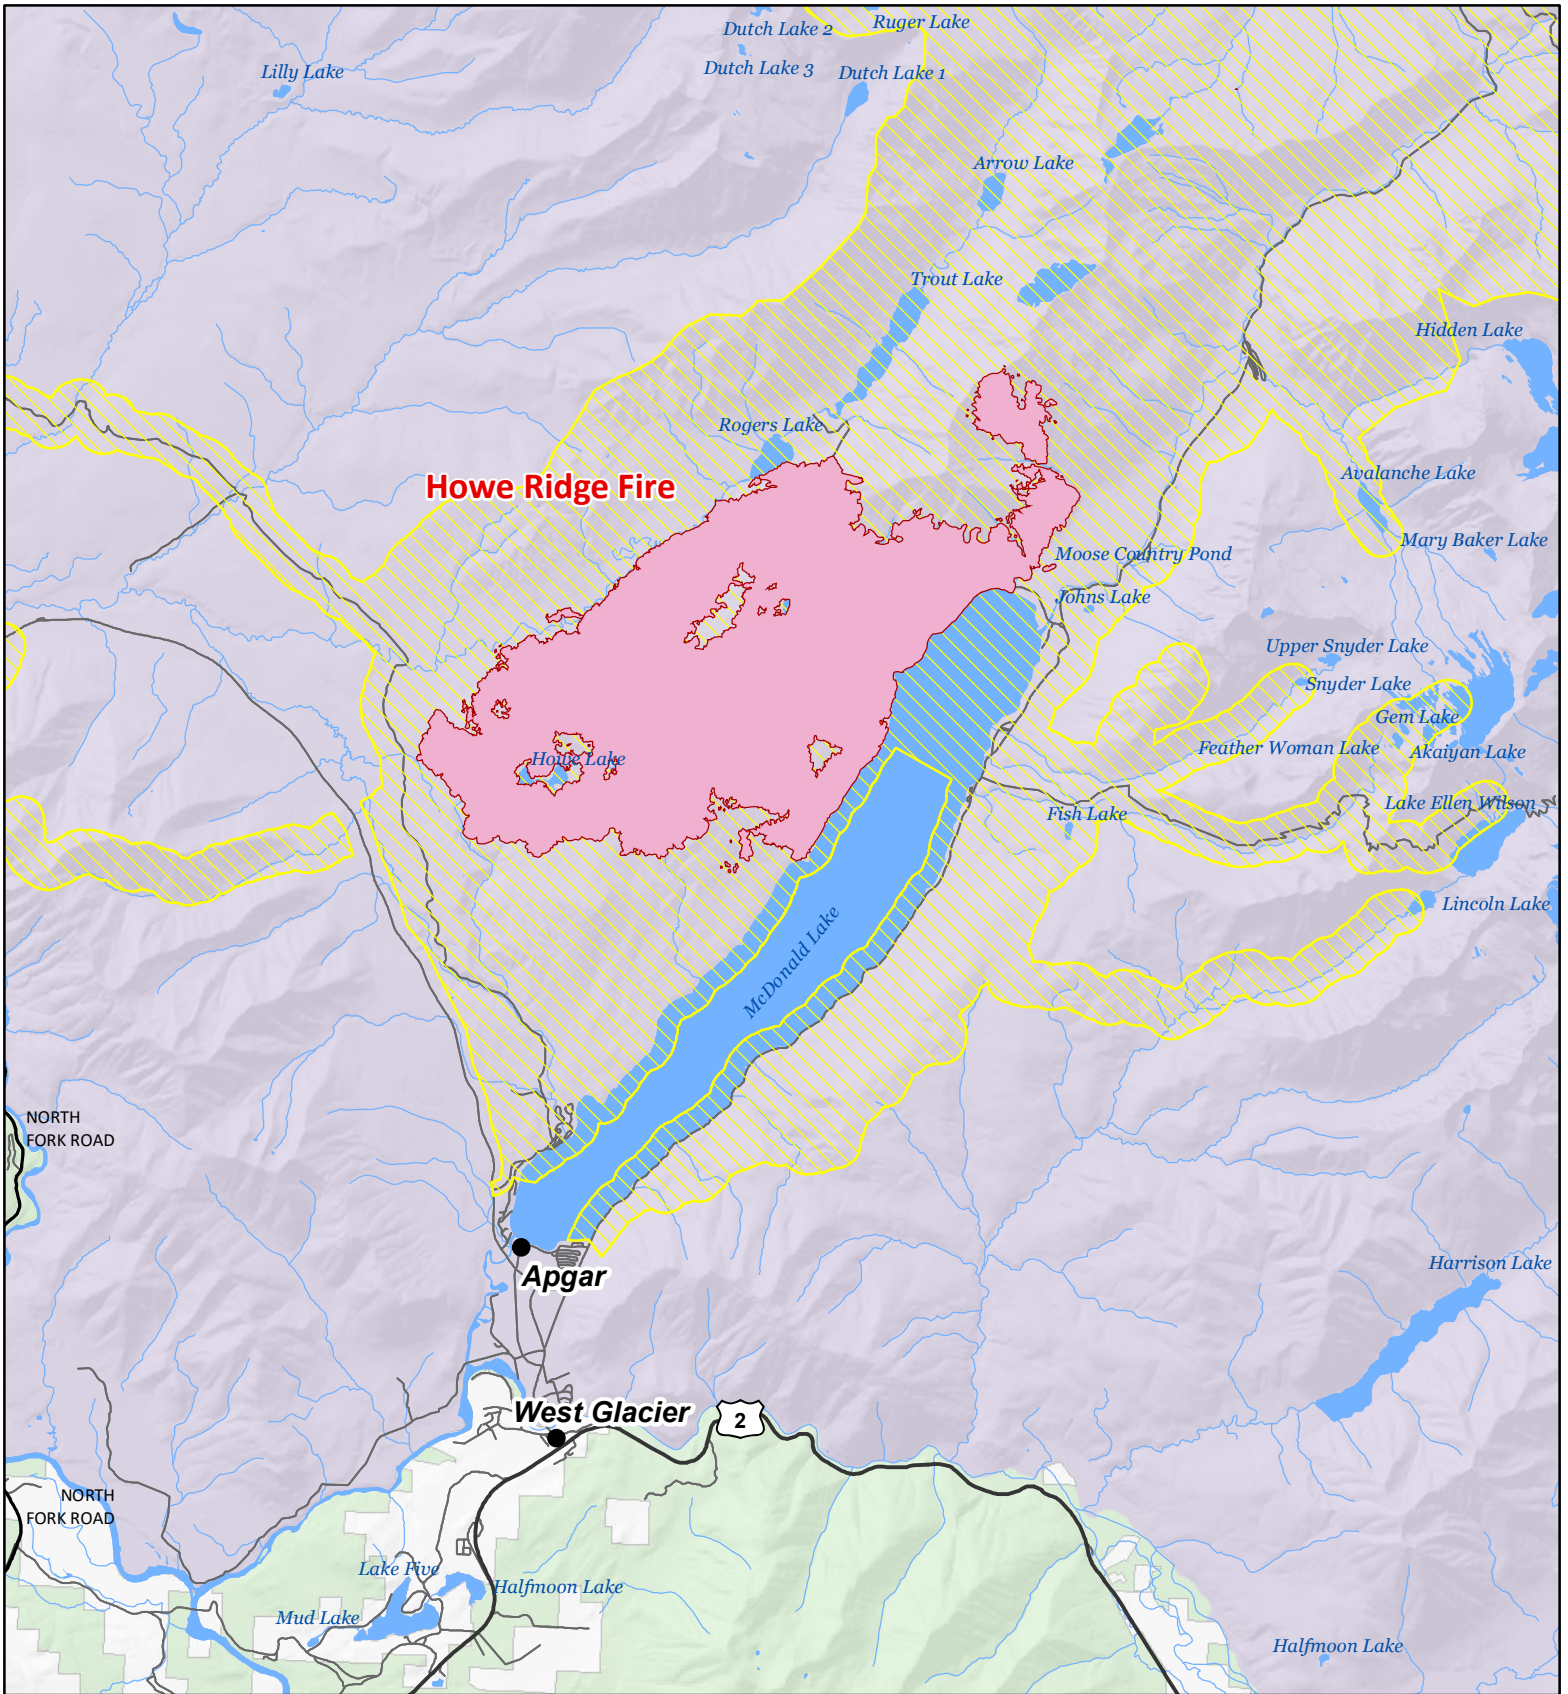 Dutch Lake 2
Ruger Lake
Lilly Lake
Dutch Lake 3
Dutch Lake 1
Arrow Lake
Trout Lake
Hidden Lake
Rogers Lake
Avalanche Lake
Howe Ridge Fire
Mary Baker Lake
Moose Country Pond
Johns Lake
Upper Snyder Lake
Snyder Lake
Gem Lake
Feather Woman Lake
Akaiyan Lake
Howe Lake
Lake Ellen Wilson
Fish Lake
Lincoln Lake
McDonald Lake
NORTH
FORK ROAD
Harrison Lake
Apgar
West Glacier
2
NORTH
FORK ROAD
Lake Five
Halfmoon Lake
Mud Lake
Halfmoon Lake